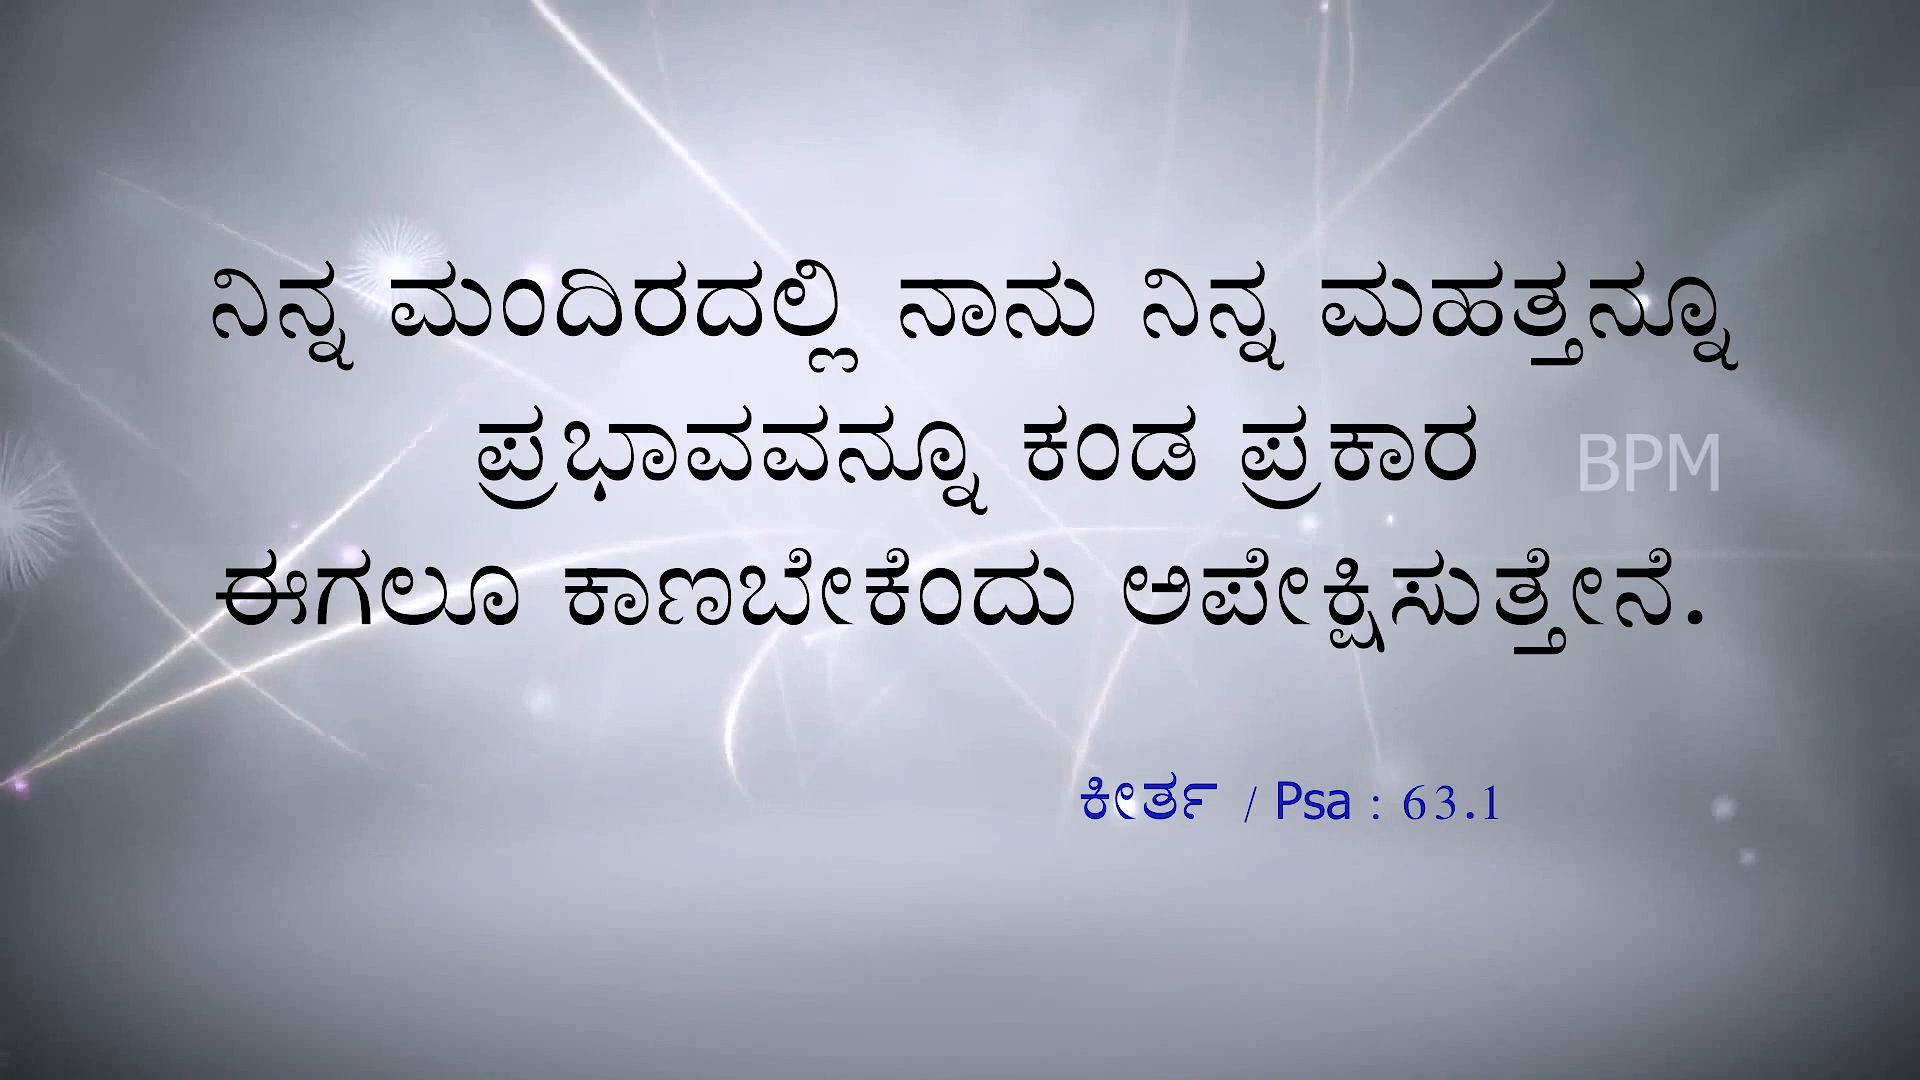 ನಿನ್ನ ಮಂದಿರದಲ್ಲಿ ನಾನು ನಿನ್ನ ಮಹತ್ತನ್ನೂ
ಪ್ರಭಾವವನ್ನೂ ಕಂಡ ಪ್ರಕಾರ
BPM
ಈಗಲೂ ಕಾಣಬೇಕೆಂದು ಅಪೇಕ್ಷಿಸುತ್ತೇನೆ.
ಕೀರ್ತ / Psa : 63.1